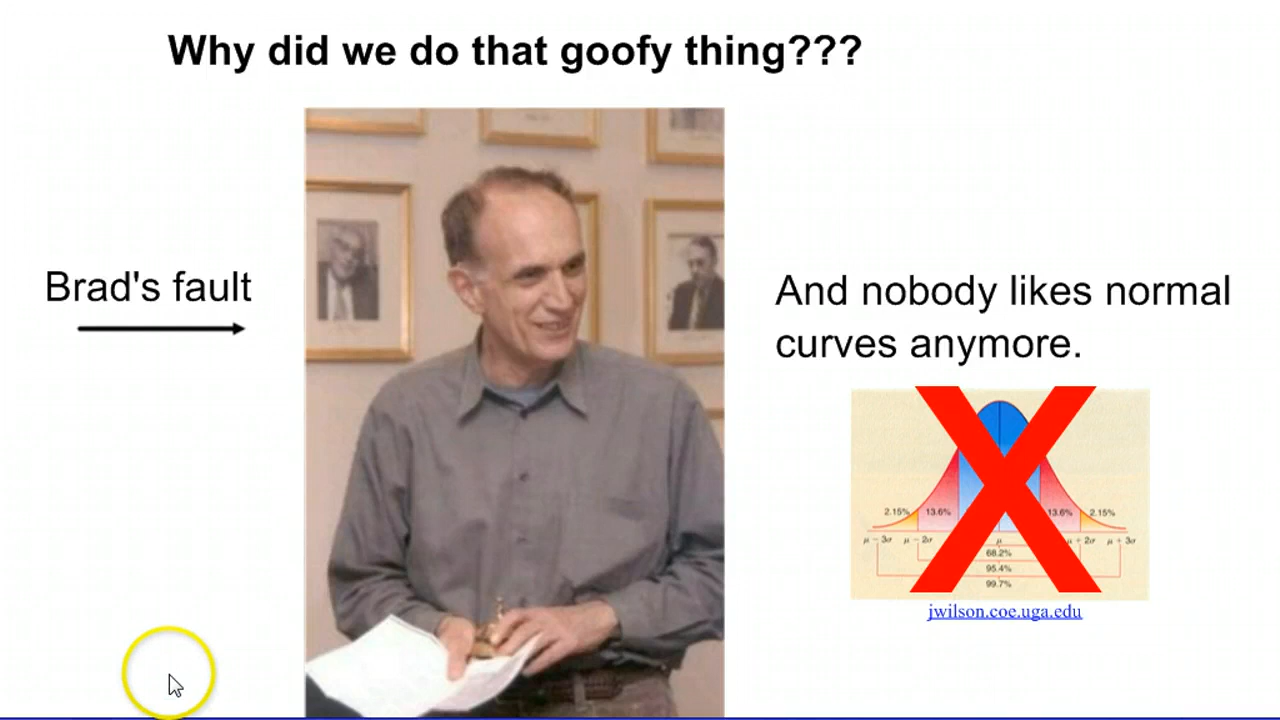 Why did we do that goofy thing???
Brad's fault
And nobody likes normal
curves anymore.
2.15% 13.6% 13.6% 2.15%
μ − 3σ μ − 2σ μ μ + 2σ μ + 3σ
68.2%
95.4%
99.7%
jwilson.coe.uga.edu